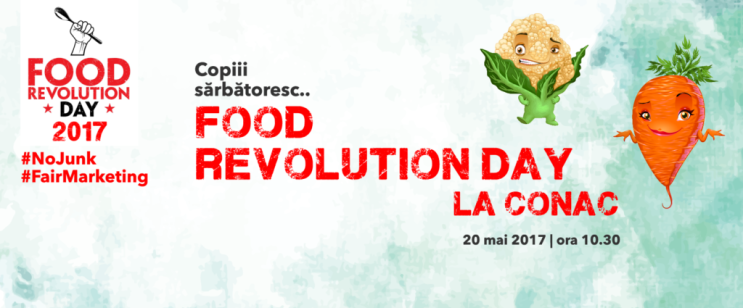 FOOD
REVOLUTION
DAY
2017
#NoJunk
#FairMarketing
Copiii
sărbătoresc..
FOOD
REVOLUTION DAY
LA CONAC
20 mai 2017 | ora 10.30